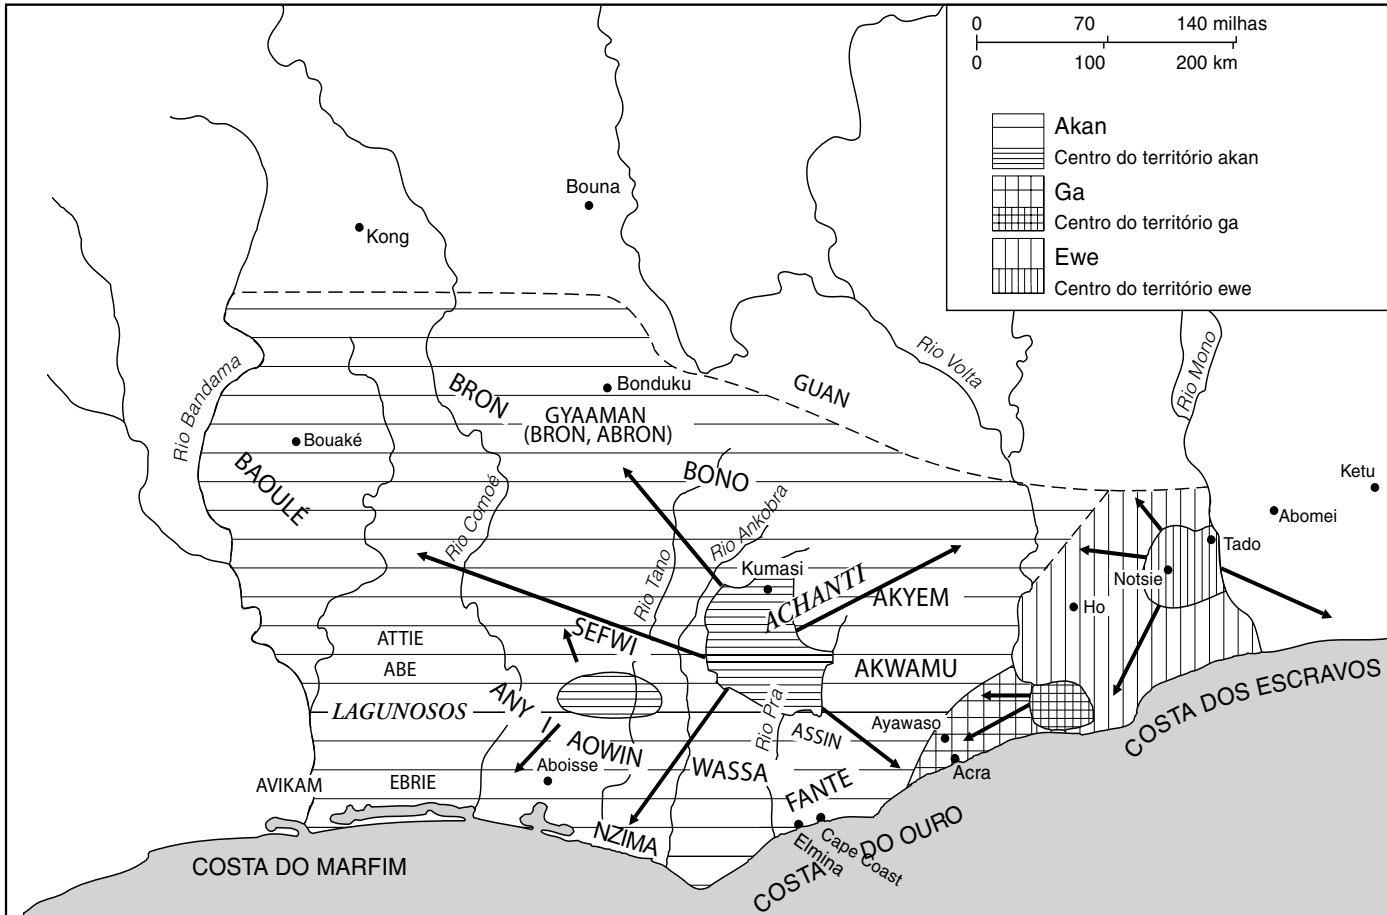 0 70 140 milhas
0 100 200 km
Akan
Centro do território akan
Ga
Centro do território ga
Ewe
Centro do território ewe
Bouna
Kong
Rio Volta
Rio Mono
Rio Bandama
BRON
Bonduku
GUAN
GYAAMAN
(BRON, ABRON)
Bouaké
BAOULÉ
BONO
Ketu
Abomei
Rio Comoé
Rio Ankobra
Rio Tano
Tado
Kumasi
Notsie
ACHANTI
AKYEM
Ho
SEFWI
ATTIE
ABE
AKWAMU
ANYI
LAGUNOSOS
Rio Pra
ASSIN
Ayawaso
COSTA DOS ESCRAVOS
AOWIN
Aboisse
WASSA
Acra
AVIKAM
EBRIE
FANTE
NZIMA
Elmina
Cape Coast
COSTA DO OURO
COSTA DO MARFIM